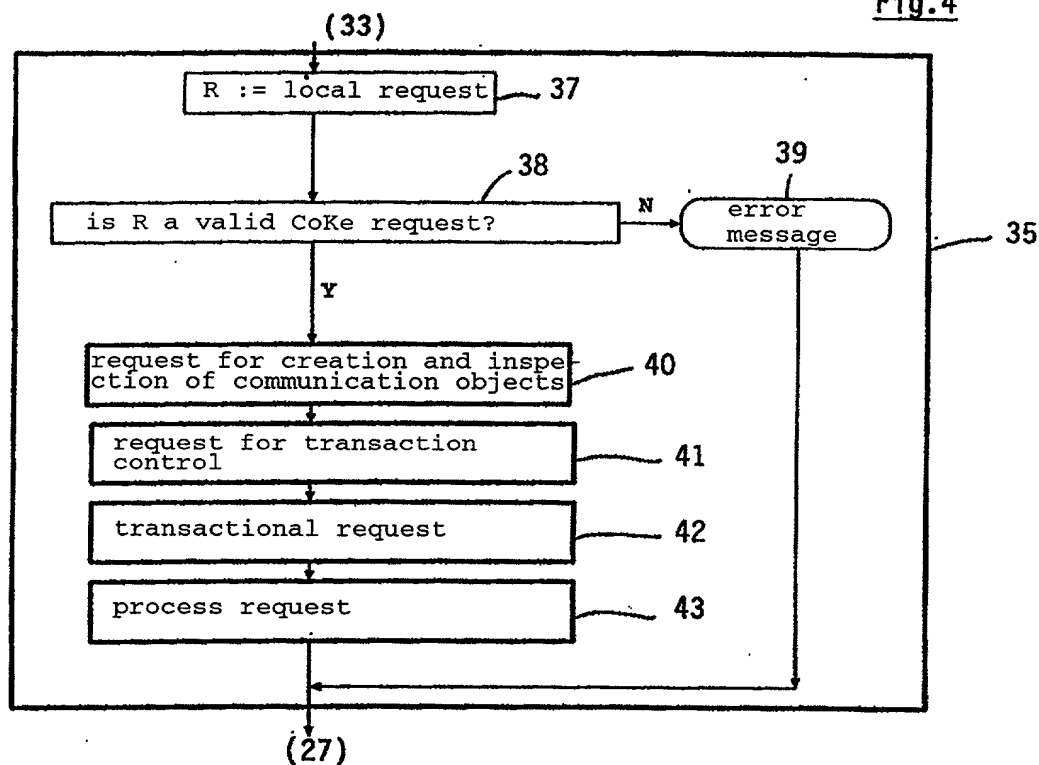 Fig.4
(33)
R := local request
37
38
39
is R a valid CoKe request?
N
error
message
35
Y
request for creation and inspe-
ction of communication objects
40
request for transaction
control
41
transactional request
42
process request
43
(27)